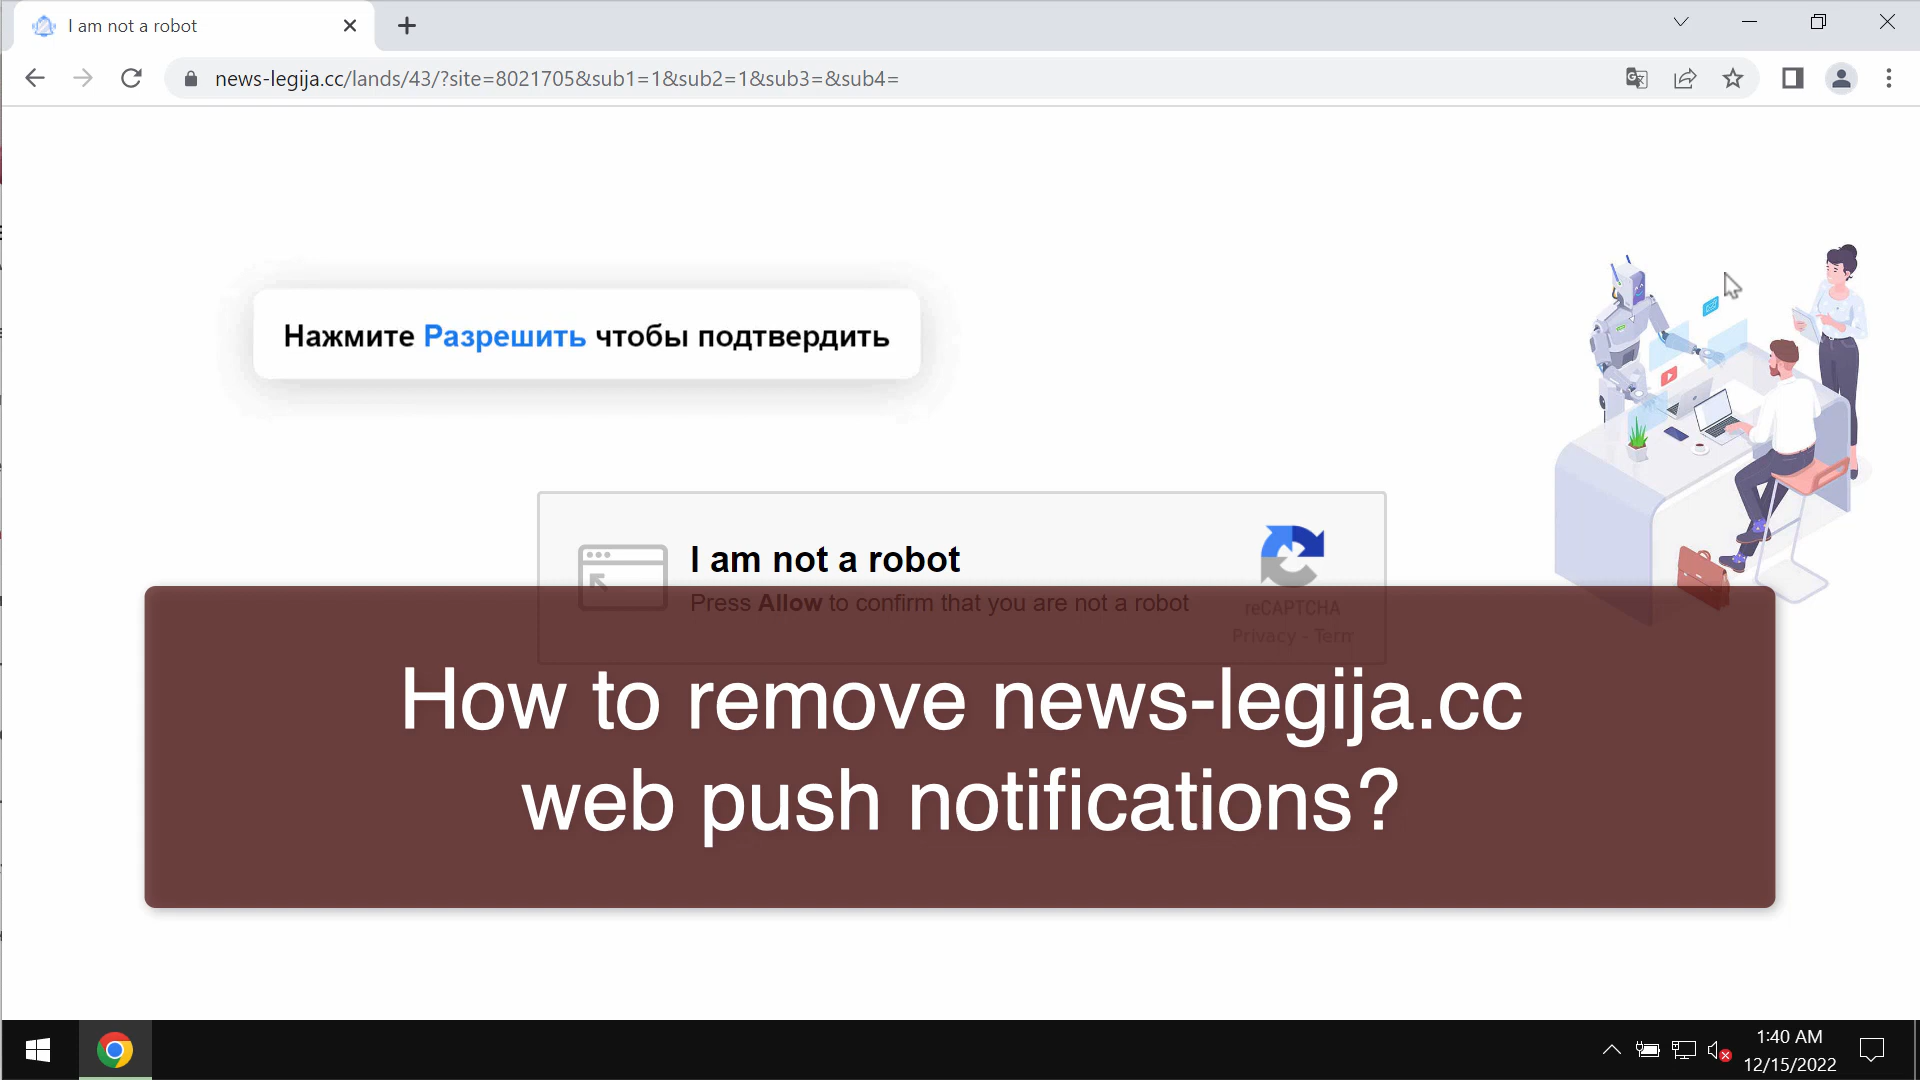 I am not a robot
news-legija.cc/lands/43/?site=8021705&sub1=1&sub2=1&sub3=&sub4=
Нажмите Разрешить чтобы подтвердить
I am not a robot
Press Allow to confirm that you are not a robot
reCAPTCHA
Privacy - Term
How to remove news-legija.cc
web push notifications?
1:40 AM
12/15/2022